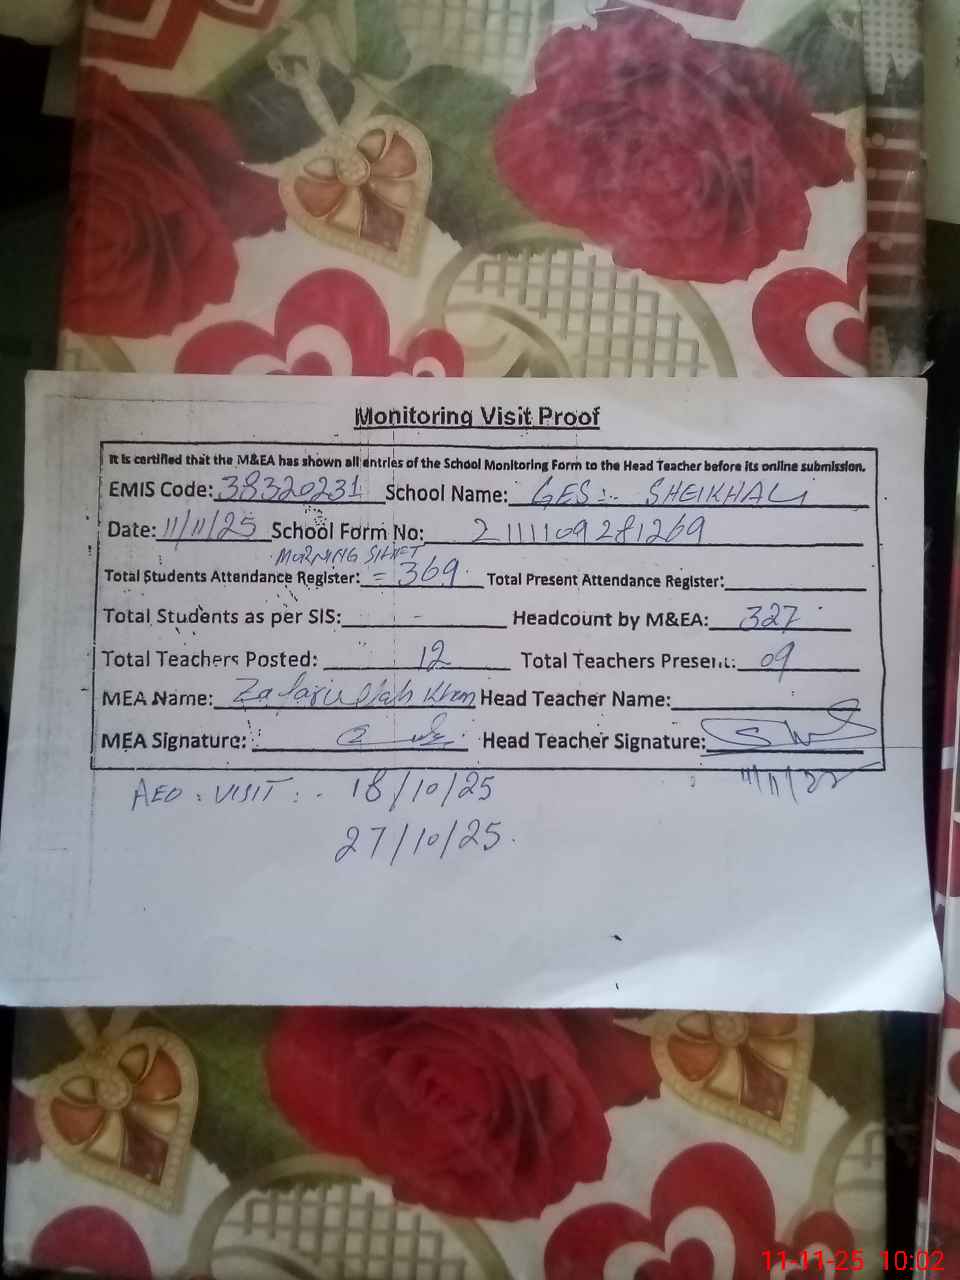 Monitoring Visit Proof
It is certified that the M&EA has shown all entries of the School Monitoring Form to the Head Teacher before its online submission.
EMIS Code: 38320231 School Name: GES:- SHEIKHALI
Date: 11/11/25 School Form No: 2111109281269
MORNING SHIFT
Total Students Attendance Register: = 369. Total Present Attendance Register:
Total Students as per SIS: - Headcount by M&EA: 327
Total Teachers Posted: 12 Total Teachers Present: 09
MEA Name: Zafarullah Khan Head Teacher Name:
MEA Signature: Head Teacher Signature:
AEO: VISIT:- 18/10/25
27/10/25.
11-11-25 10:02